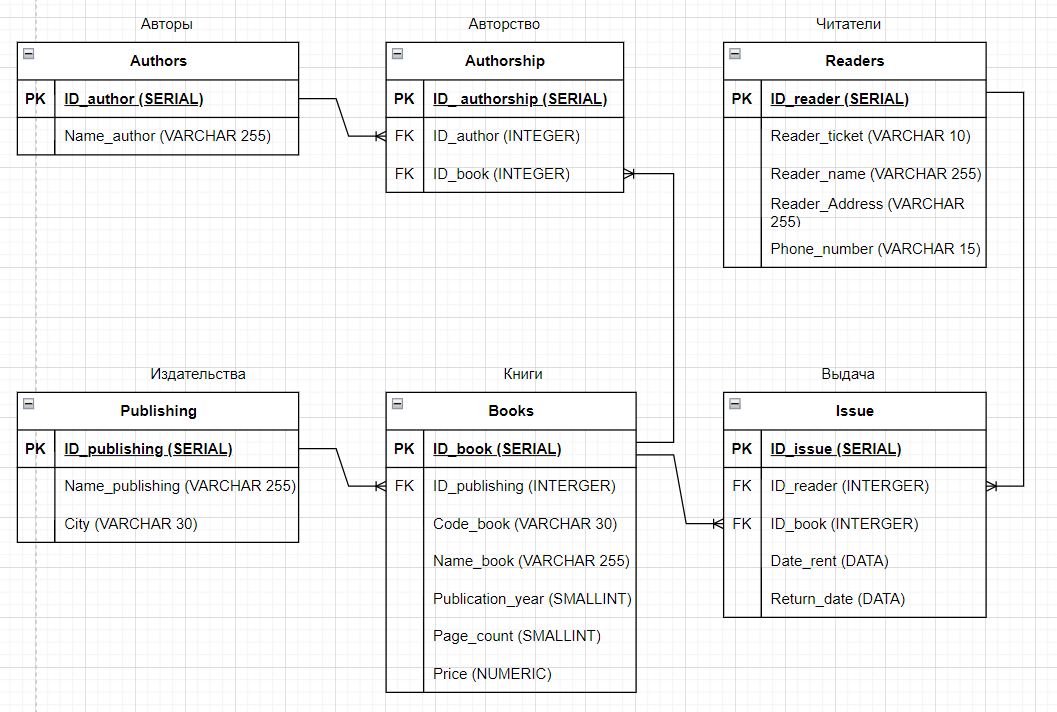 Авторы
Authors
PK ID_author (SERIAL)
Name_author (VARCHAR 255)
Авторство
Authorship
PK ID_ authorship (SERIAL)
FK ID_author (INTEGER)
FK ID_book (INTEGER)
Читатели
Readers
PK ID_reader (SERIAL)
Reader_ticket (VARCHAR 10)
Reader_name (VARCHAR 255)
Reader_Address (VARCHAR
255)
Phone_number (VARCHAR 15)
Издательства
Publishing
PK ID_publishing (SERIAL)
Name_publishing (VARCHAR 255)
City (VARCHAR 30)
Книги
Books
PK ID_book (SERIAL)
FK ID_publishing (INTERGER)
Code_book (VARCHAR 30)
Name_book (VARCHAR 255)
Publication_year (SMALLINT)
Page_count (SMALLINT)
Price (NUMERIC)
Выдача
Issue
PK ID_issue (SERIAL)
FK ID_reader (INTERGER)
FK ID_book (INTERGER)
Date_rent (DATA)
Return_date (DATA)